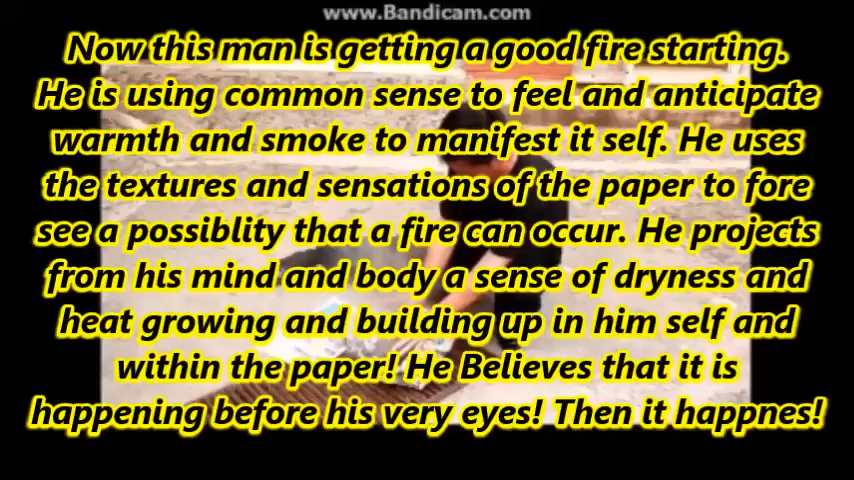 www.Bandicam.com
Now this man is getting a good fire starting.
He is using common sense to feel and anticipate
warmth and smoke to manifest it self. He uses
the textures and sensations of the paper to fore
see a possiblity that a fire can occur. He projects
from his mind and body a sense of dryness and
heat growing and building up in him self and
within the paper! He Believes that it is
happening before his very eyes! Then it happnes!